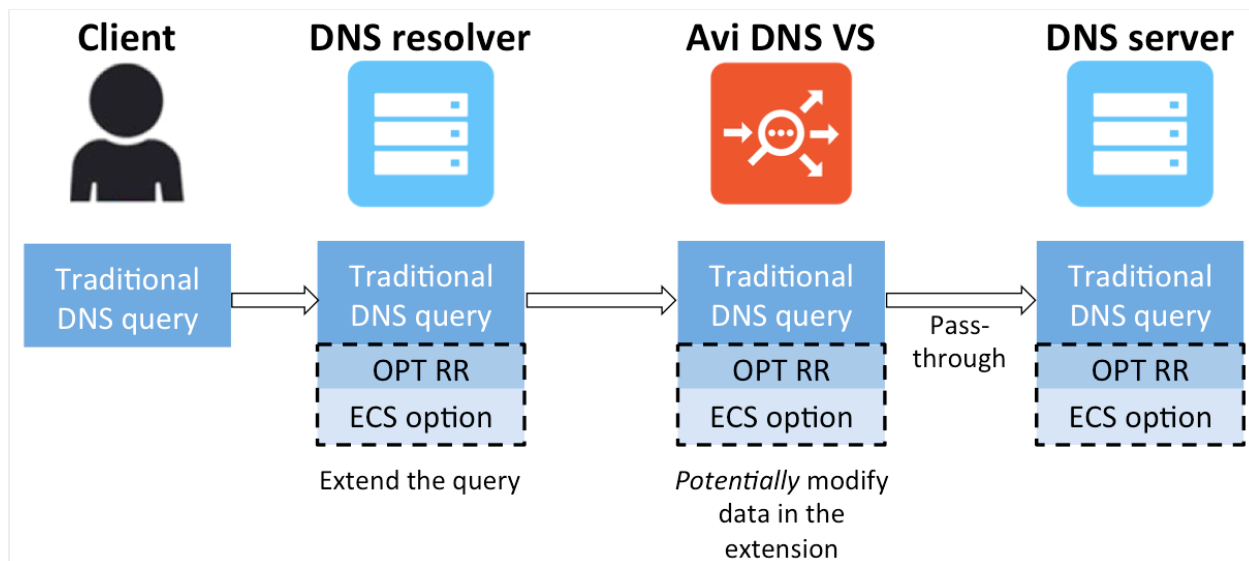 Client
DNS resolver
Avi DNS VS
DNS server
Traditional
DNS query
Traditional
DNS query
OPT RR
ECS option
Extend the query
Traditional
DNS query
OPT RR
ECS option
Potentially modify
data in the
extension
Pass-
through
Traditional
DNS query
OPT RR
ECS option